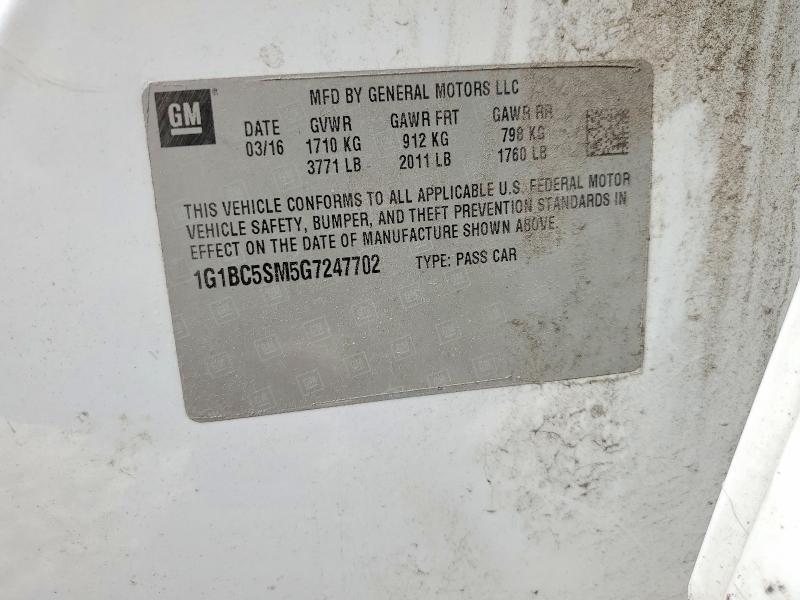 GM
MFD BY GENERAL MOTORS LLC
DATE GVWR GAWR FRT GAWR RR
03/16 1710 KG 912 KG 798 KG
3771 LB 2011 LB 1760 LB
THIS VEHICLE CONFORMS TO ALL APPLICABLE U.S. FEDERAL MOTOR
VEHICLE SAFETY, BUMPER, AND THEFT PREVENTION STANDARDS IN
EFFECT ON THE DATE OF MANUFACTURE SHOWN ABOVE.
1G1BC5SM5G7247702 TYPE: PASS CAR